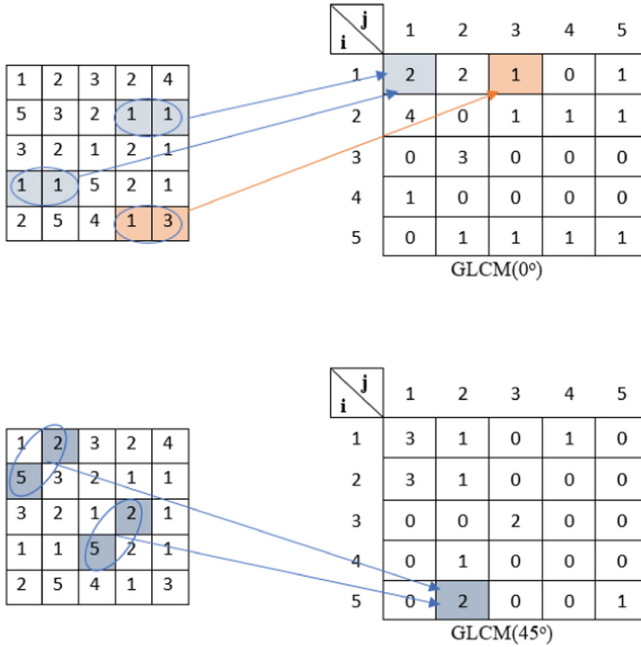 j
i
1 2 3 4 5
1 2 3 2 4
5 3 2 1 1
3 2 1 2 1
1 1 5 2 1
2 5 4 1 3
1 2 2 1 0 1
2 4 0 1 1 1
3 0 3 0 0 0
4 1 0 0 0 0
5 0 1 1 1 1
GLCM(0º)
j
i
1 2 3 4 5
1 2 3 2 4
5 3 2 1 1
3 2 1 2 1
1 1 5 2 1
2 5 4 1 3
1 3 1 0 1 0
2 3 1 0 0 0
3 0 0 2 0 0
4 0 1 0 0 0
5 0 2 0 0 1
GLCM(45º)